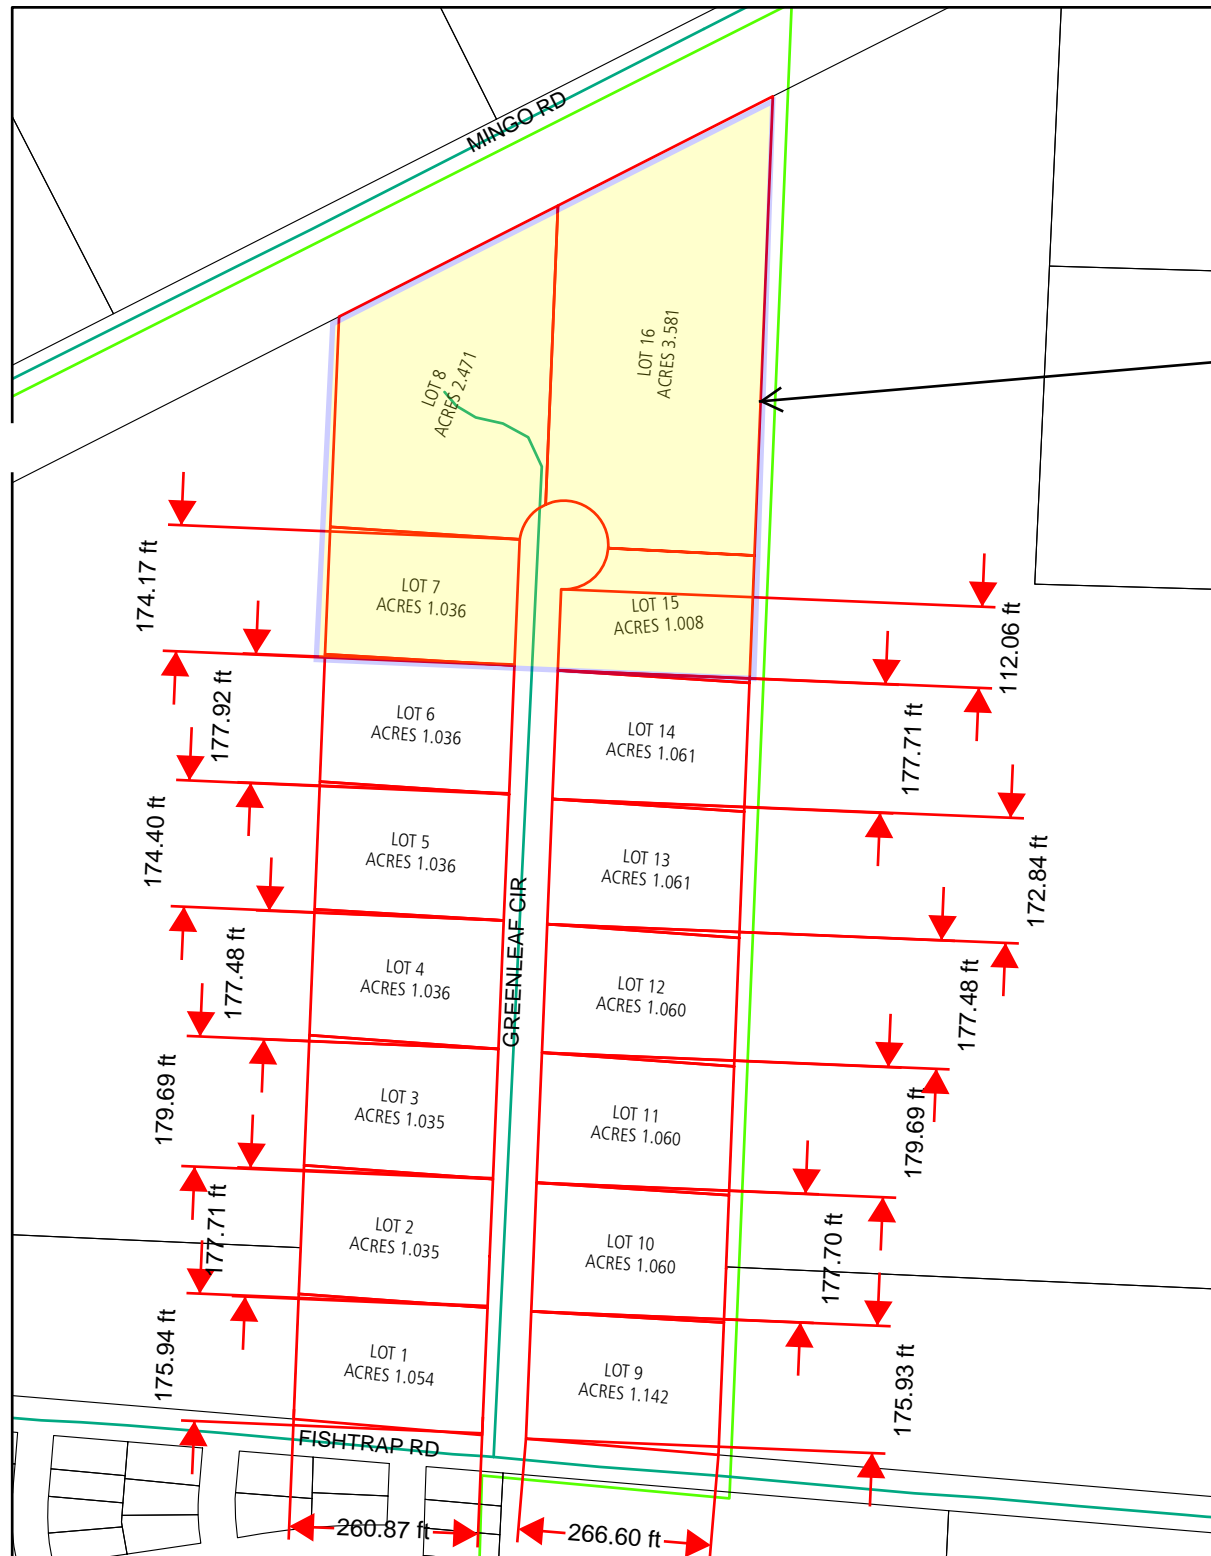 MINGO RD
LOT 16
ACRES 3.581
LOT 8
ACRES 2.471
174.17 ft
LOT 7
ACRES 1.036
LOT 15
ACRES 1.008
112.06 ft
177.92 ft
LOT 6
ACRES 1.036
LOT 14
ACRES 1.061
177.71 ft
174.40 ft
LOT 5
ACRES 1.036
LOT 13
ACRES 1.061
172.84 ft
GREENLEAF CIR
177.48 ft
LOT 4
ACRES 1.036
LOT 12
ACRES 1.060
177.48 ft
179.69 ft
LOT 3
ACRES 1.035
LOT 11
ACRES 1.060
179.69 ft
177.71 ft
LOT 2
ACRES 1.035
LOT 10
ACRES 1.060
177.70 ft
175.94 ft
LOT 1
ACRES 1.054
LOT 9
ACRES 1.142
175.93 ft
FISHTRAP RD
260.87 ft
266.60 ft